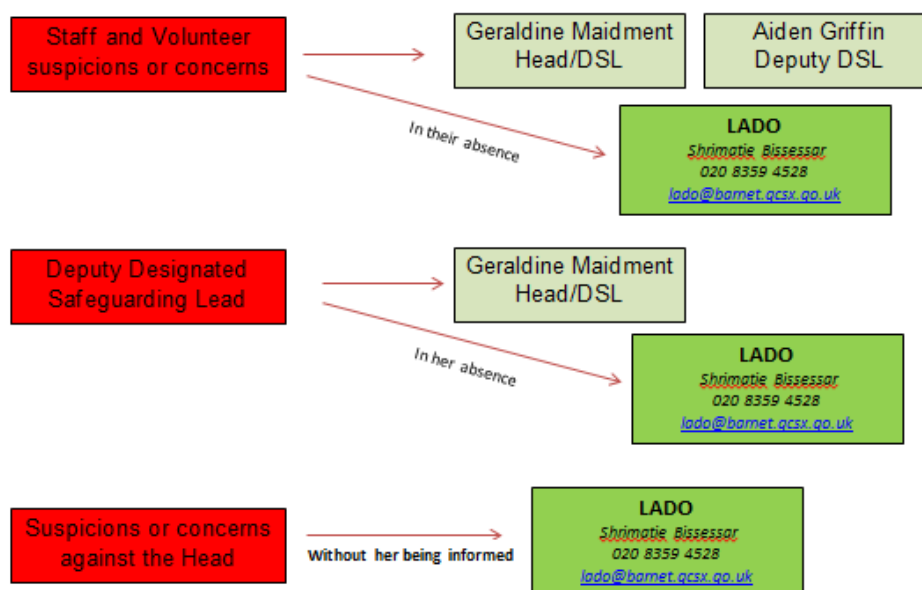 Staff and Volunteer
suspicions or concerns
Geraldine Maidment
Head/DSL
Aiden Griffin
Deputy DSL
In their absence
LADO
Shrimatie Bissessar
020 8359 4528
lado@barnet.gcsx.go.uk
Deputy Designated
Safeguarding Lead
Geraldine Maidment
Head/DSL
In her absence
LADO
Shrimatie Bissessar
020 8359 4528
lado@barnet.gcsx.go.uk
Suspicions or concerns
against the Head
Without her being informed
LADO
Shrimatie Bissessar
020 8359 4528
lado@barnet.gcsx.go.uk